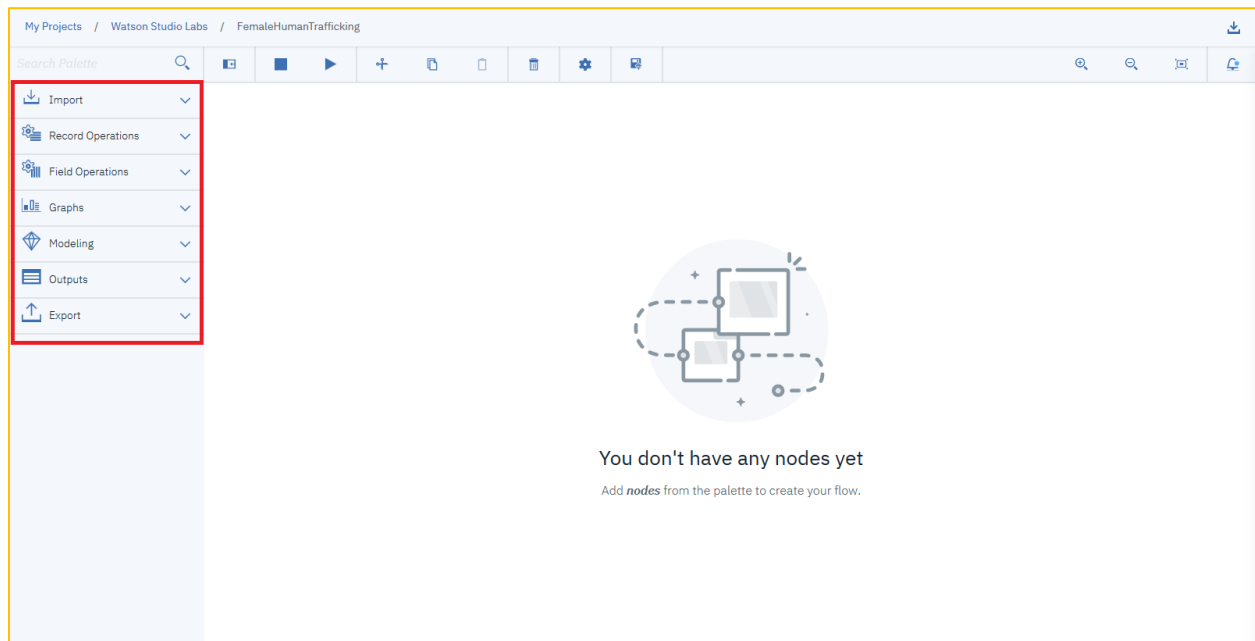 My Projects / Watson Studio Labs / FemaleHumanTrafficking
Search Palette
Import
Record Operations
Field Operations
Graphs
Modeling
Outputs
Export
You don't have any nodes yet
Add nodes from the palette to create your flow.